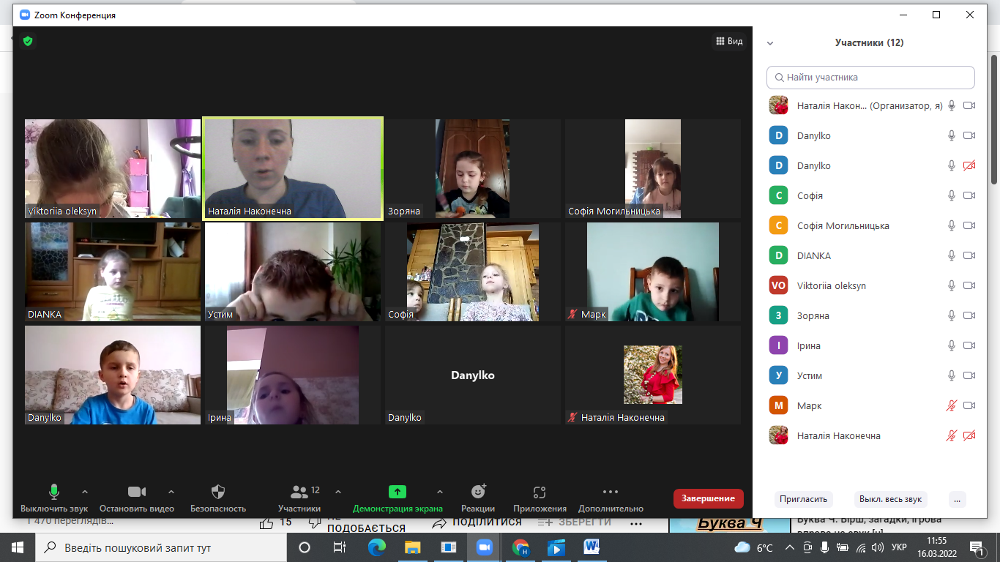 Zoom Конференция
Вид
Viktoriia oleksyn
Наталія Наконечна
Зоряна
Софія Могильницька
DIANKA
Устим
Софія
Марк
Danylko
Ірина
Danylko
Danylko
Наталія Наконечна
Участники (12)
Найти участника
Наталія Након... (Организатор, я)
D Danylko
D Danylko
С Софія
С Софія Могильницька
D DIANKA
VO Viktoriia oleksyn
З Зоряна
І Ірина
У Устим
М Марк
Наталія Наконечна
Пригласить
Выкл. весь звук
...
12
Выключить звук
Остановить видео
Безопасность
Участники
Демонстрация экрана
Реакции
Приложения
Дополнительно
Завершение
1 470 переглядів...
15
НЕ ПОДОБАЄТЬСЯ
ПОДІЛИТИСЯ
ЗБЕРЕГТИ
Буква Ч
Буква Ч. Вірш, загадки, ігрова
Введіть пошуковий запит тут
6°C
УКР
11:55
16.03.2022
1